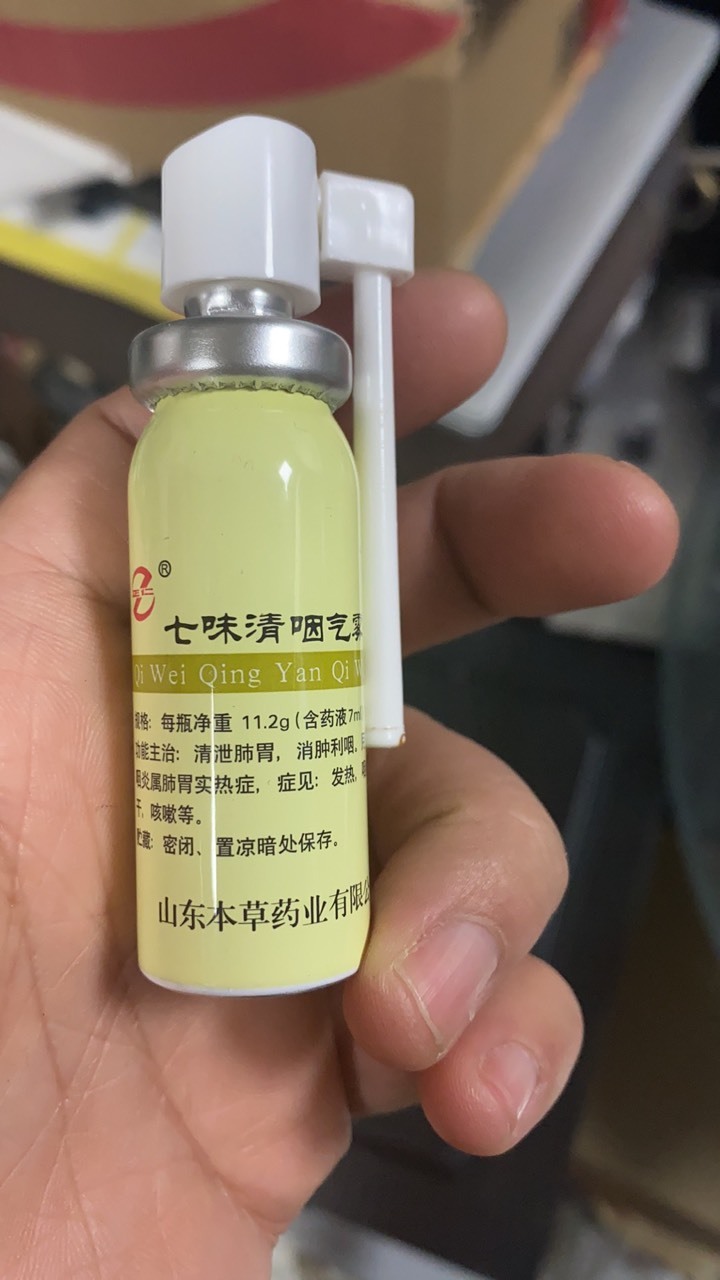 ®
七味清咽气雾
Qi Wei Qing Yan Qi W
规格: 每瓶净重 11.2g(含药液7ml
功能主治: 清泄肺胃, 消肿利咽,
咽炎属肺胃实热症, 症见: 发热,
干, 咳嗽等。
贮藏: 密闭、置凉暗处保存。
山东本草药业有限公